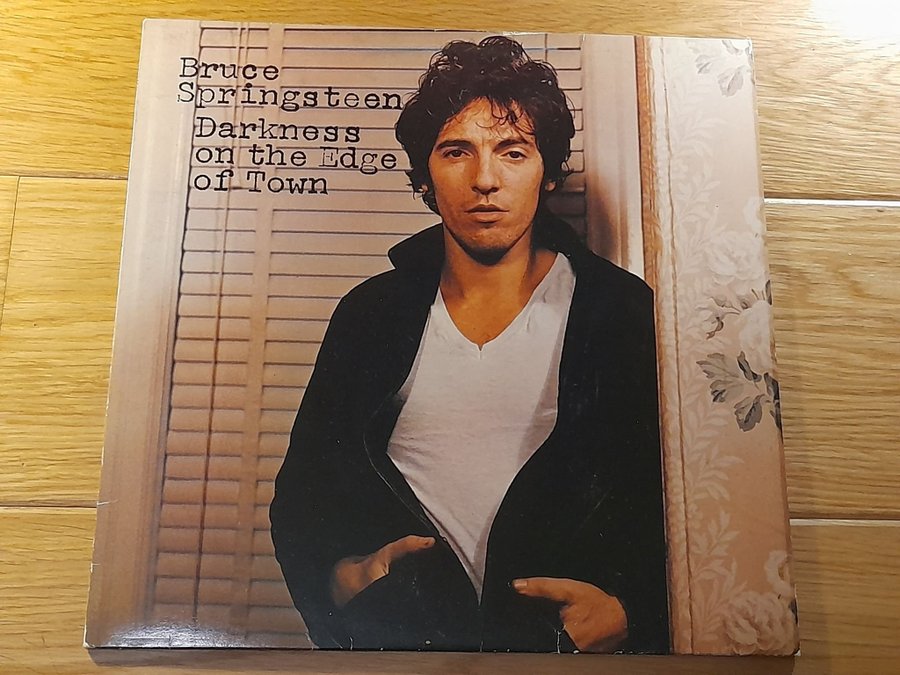 Bruce
Springsteen
Darkness
on the Edge
of Town